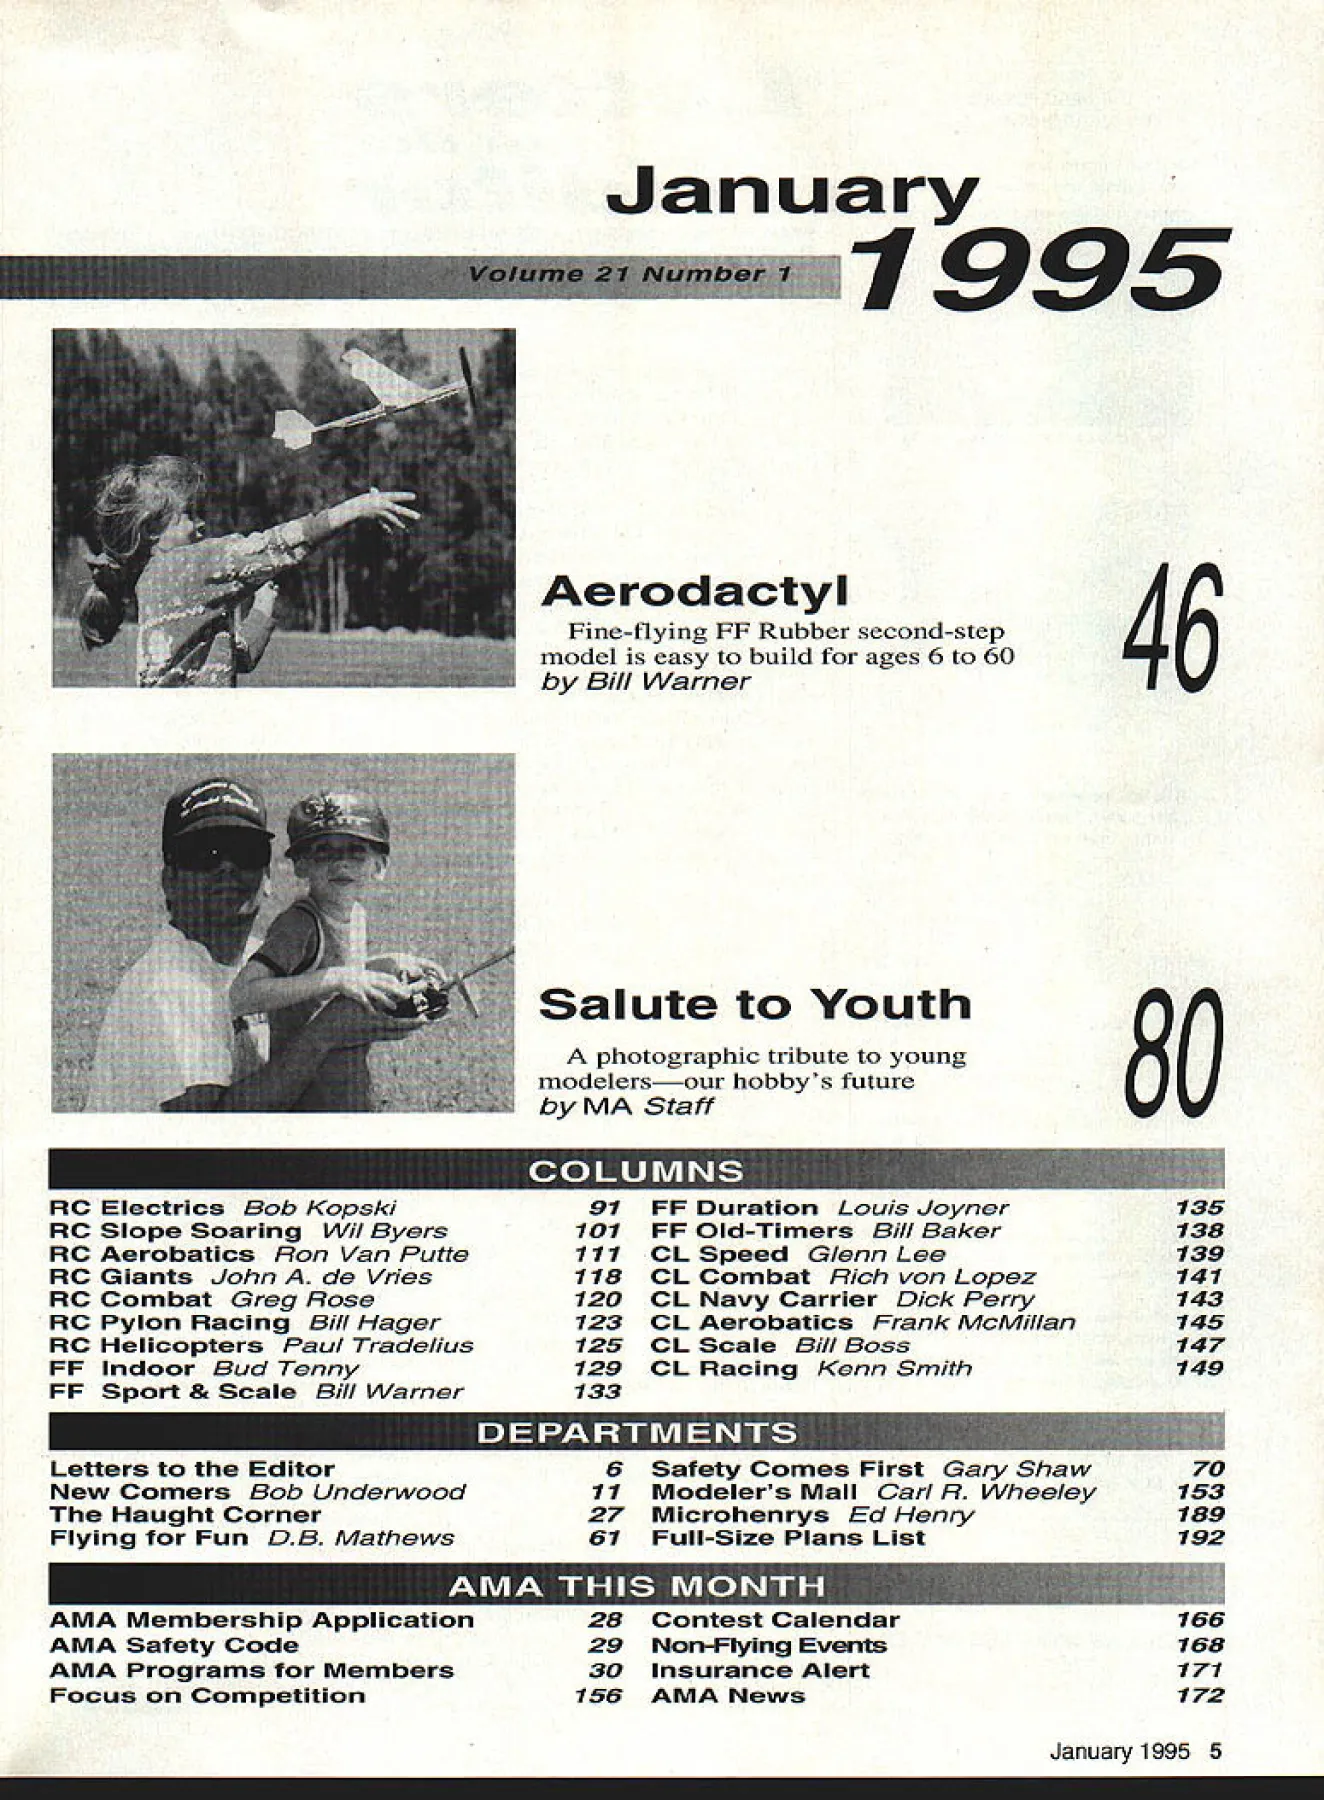 January
1995
Volume 21 Number 1
Aerodactyl
Fine-flying FF Rubber second-step
model is easy to build for ages 6 to 60
by Bill Warner
46
Salute to Youth
A photographic tribute to young
modelers—our hobby's future
by MA Staff
80
COLUMNS
RC Electrics Bob Kopski 91
RC Slope Soaring Wil Byers 101
RC Aerobatics Ron Van Putte 111
RC Giants John A. de Vries 118
RC Combat Greg Rose 120
RC Pylon Racing Bill Hager 123
RC Helicopters Paul Tradelius 125
FF Indoor Bud Tenny 129
FF Sport & Scale Bill Warner 133
FF Duration Louis Joyner 135
FF Old-Timers Bill Baker 138
CL Speed Glenn Lee 139
CL Combat Rich von Lopez 141
CL Navy Carrier Dick Perry 143
CL Aerobatics Frank McMillan 145
CL Scale Bill Boss 147
CL Racing Kenn Smith 149
DEPARTMENTS
Letters to the Editor 6
New Comers Bob Underwood 11
The Haught Corner 27
Flying for Fun D.B. Mathews 61
Safety Comes First Gary Shaw 70
Modeler's Mall Carl R. Wheeley 153
Microhenrys Ed Henry 189
Full-Size Plans List 192
AMA THIS MONTH
AMA Membership Application 28
AMA Safety Code 29
AMA Programs for Members 30
Focus on Competition 156
Contest Calendar 166
Non-Flying Events 168
Insurance Alert 171
AMA News 172
January 1995 5